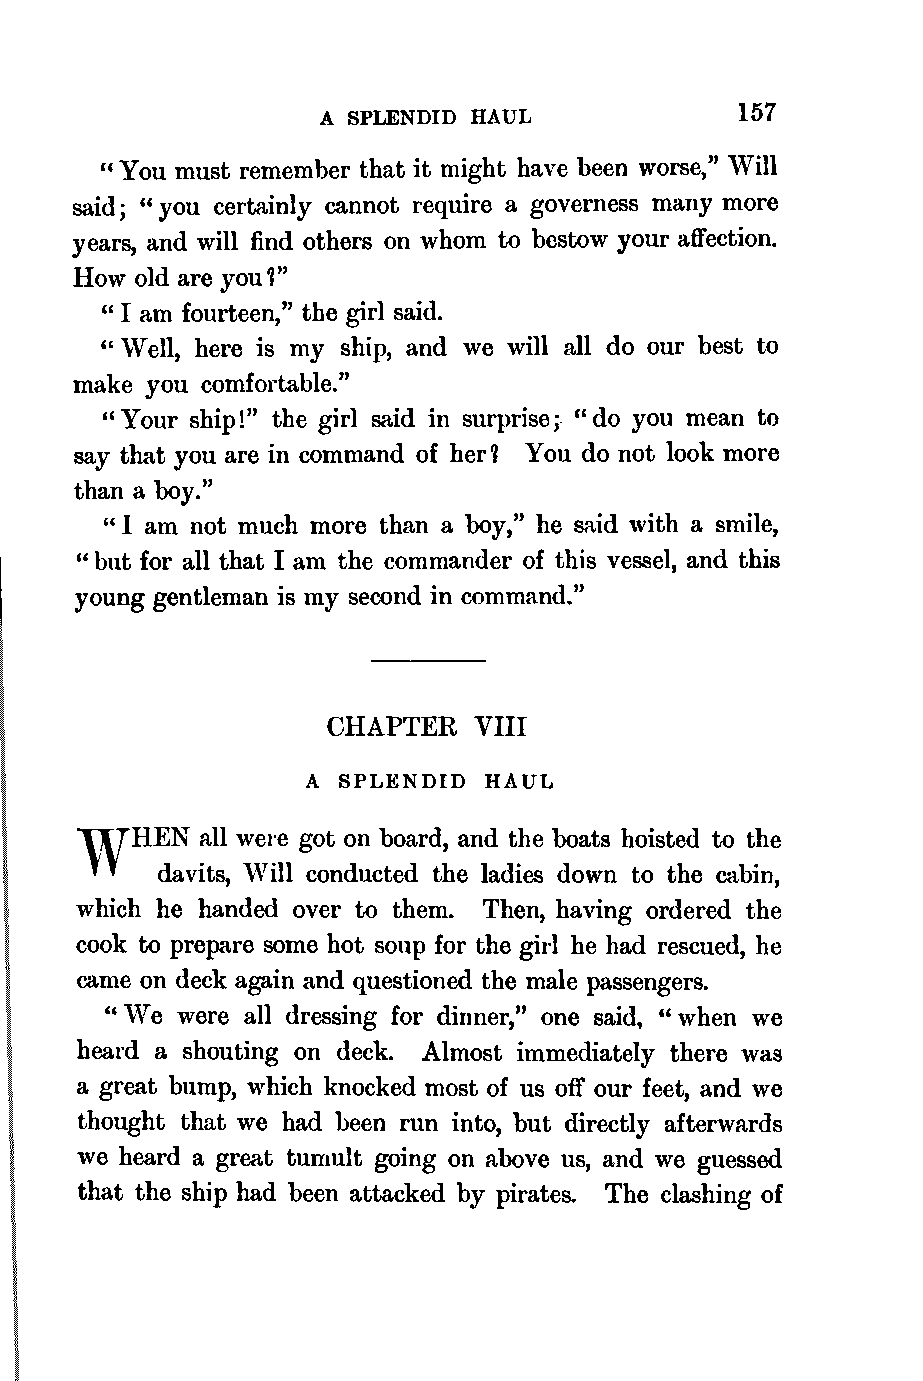 A SPLENDID HAUL 157
"You must remember that it might have been worse," Will
said; "you certainly cannot require a governess many more
years, and will find others on whom to bestow your affection.
How old are you?"
"I am fourteen," the girl said.
"Well, here is my ship, and we will all do our best to
make you comfortable."
"Your ship!" the girl said in surprise; "do you mean to
say that you are in command of her? You do not look more
than a boy."
"I am not much more than a boy," he said with a smile,
"but for all that I am the commander of this vessel, and this
young gentleman is my second in command."
CHAPTER VIII
A SPLENDID HAUL
WHEN all were got on board, and the boats hoisted to the
davits, Will conducted the ladies down to the cabin,
which he handed over to them. Then, having ordered the
cook to prepare some hot soup for the girl he had rescued, he
came on deck again and questioned the male passengers.
"We were all dressing for dinner," one said, "when we
heard a shouting on deck. Almost immediately there was
a great bump, which knocked most of us off our feet, and we
thought that we had been run into, but directly afterwards
we heard a great tumult going on above us, and we guessed
that the ship had been attacked by pirates. The clashing of